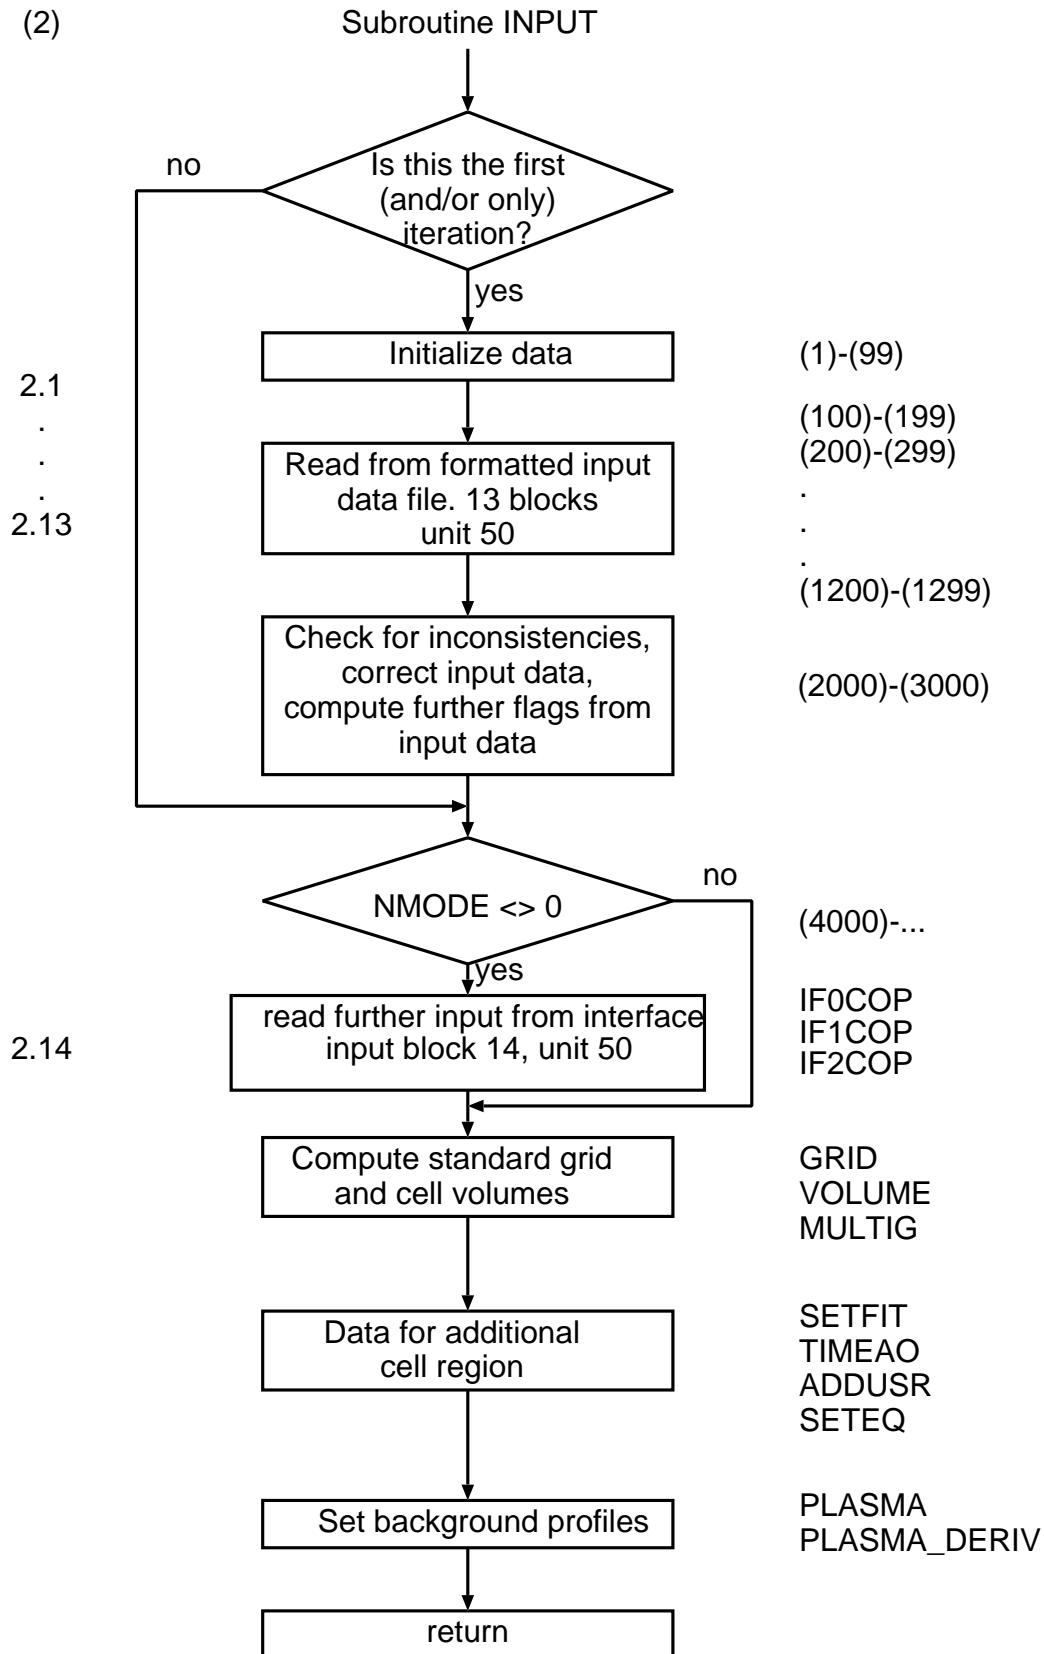 (2)
Subroutine INPUT
no
Is this the first
(and/or only)
iteration?
yes
Initialize data
(1)-(99)
2.1
.
.
.
2.13
Read from formatted input
data file. 13 blocks
unit 50
(100)-(199)
(200)-(299)
.
.
.
(1200)-(1299)
Check for inconsistencies,
correct input data,
compute further flags from
input data
(2000)-(3000)
NMODE <> 0
no
(4000)-...
yes
2.14
read further input from interface
input block 14, unit 50
IF0COP
IF1COP
IF2COP
Compute standard grid
and cell volumes
GRID
VOLUME
MULTIG
Data for additional
cell region
SETFIT
TIMEAO
ADDUSR
SETEQ
Set background profiles
PLASMA
PLASMA_DERIV
return